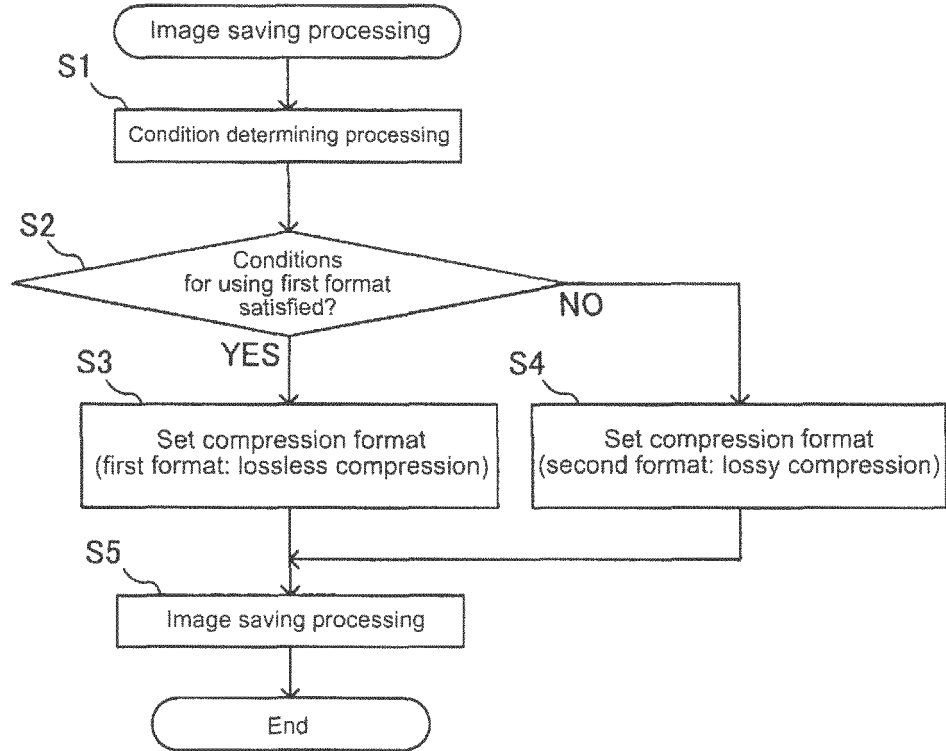 Image saving processing
S1
Condition determining processing
S2
Conditions
for using first format
satisfied?
NO
YES
S3
S4
Set compression format
(first format: lossless compression)
Set compression format
(second format: lossy compression)
S5
Image saving processing
End